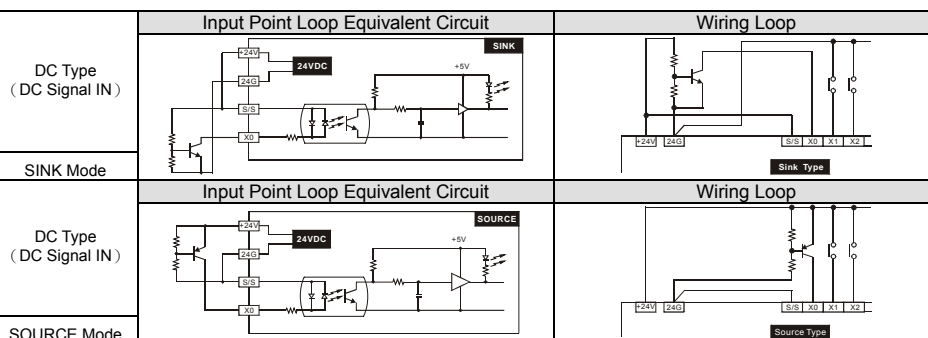 Input Point Loop Equivalent Circuit
Wiring Loop
DC Type
（DC Signal IN）
SINK Mode
SINK
+24V
24VDC
24G
S/S
X0
+5V
+24V 24G
S/S X0 X1 X2
Sink Type
Input Point Loop Equivalent Circuit
Wiring Loop
DC Type
（DC Signal IN）
SOURCE Mode
SOURCE
+24V
24VDC
24G
S/S
X0
+5V
+24V 24G
S/S X0 X1 X2
Source Type